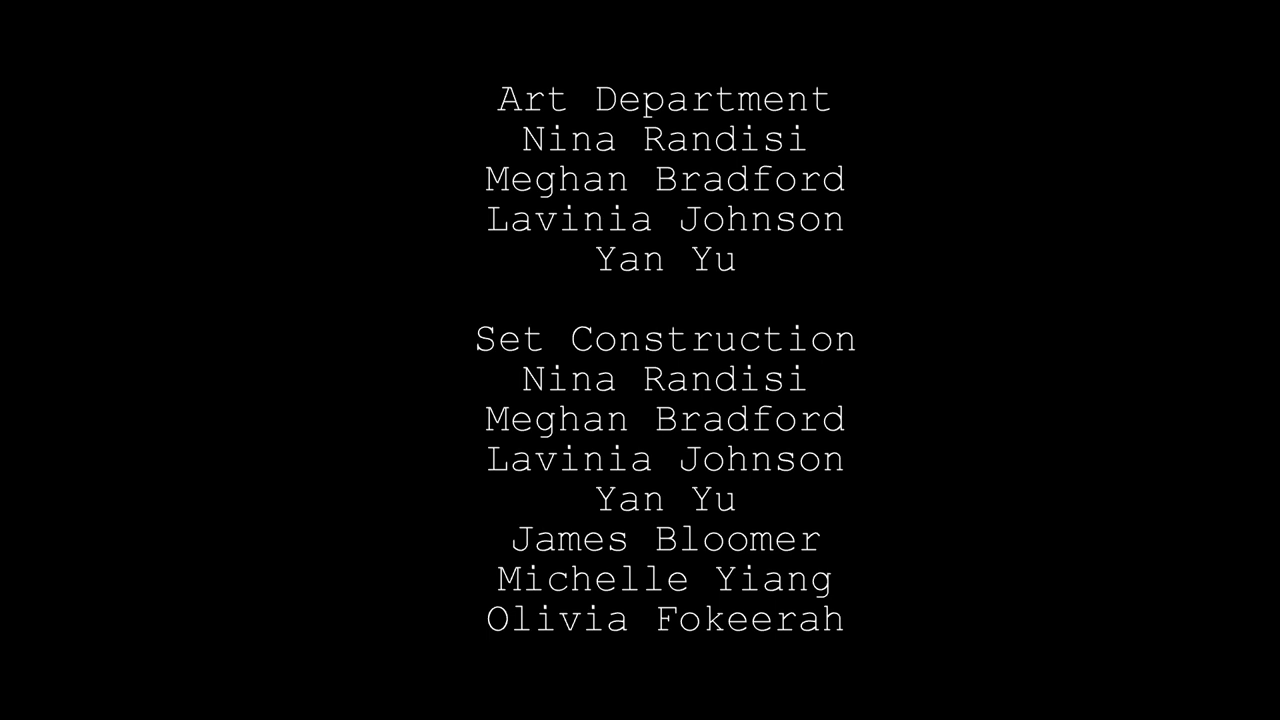 Art Department
Nina Randisi
Meghan Bradford
Lavinia Johnson
Yan Yu
Set Construction
Nina Randisi
Meghan Bradford
Lavinia Johnson
Yan Yu
James Bloomer
Michelle Yiang
Olivia Fokeerah